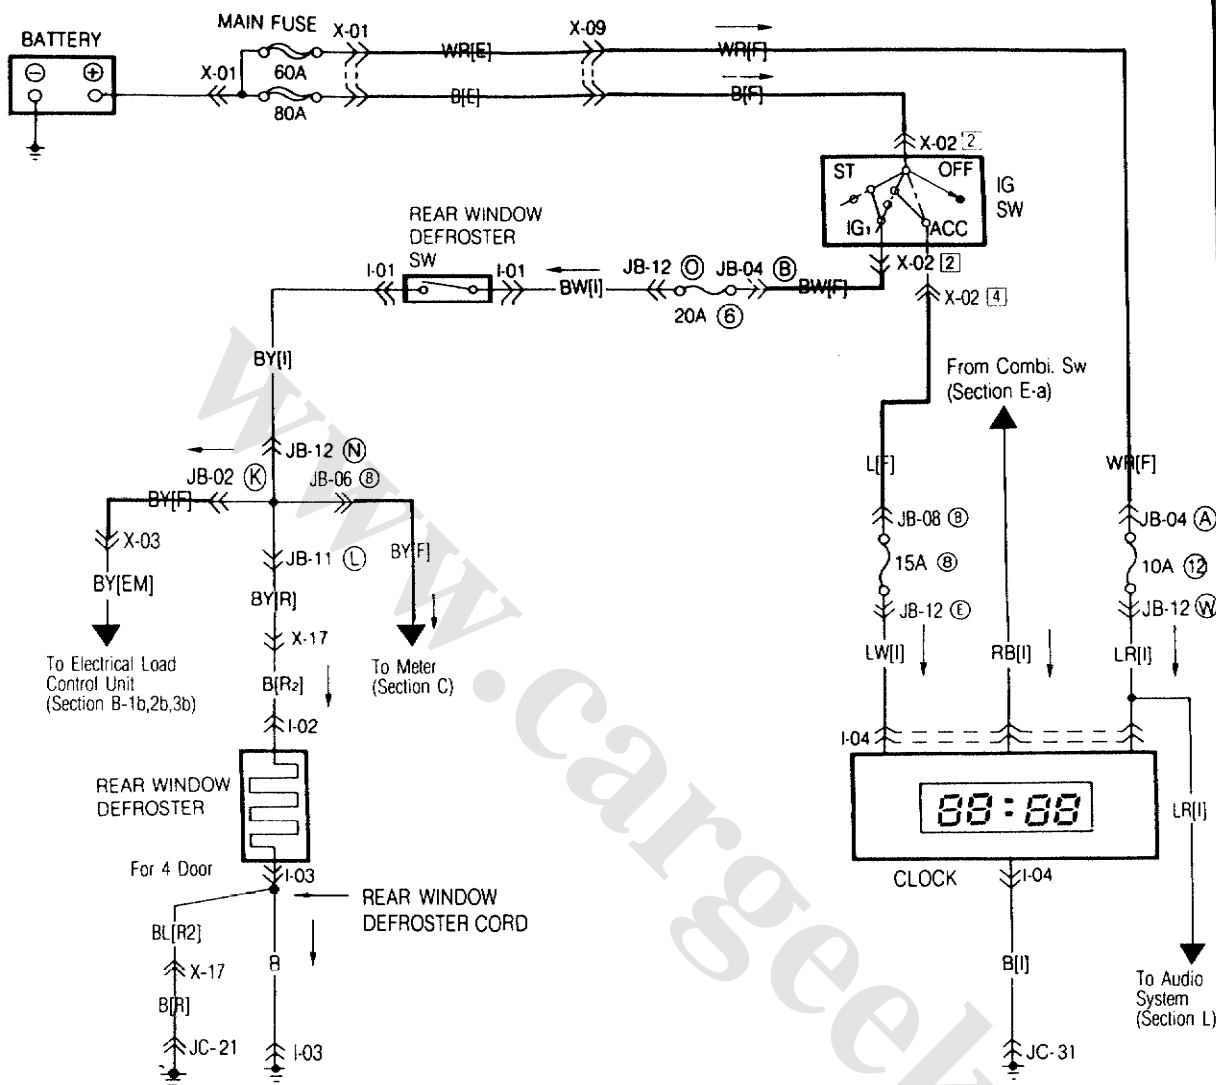 MAIN FUSE
X-01
X-09
BATTERY
WR[E]
WR[F]
X-01
60A
B[E]
B[F]
80A
X-02 2
ST
OFF
IG
SW
IG1
ACC
REAR WINDOW
DEFROSTER
SW
I-01
I-01
JB-12 O
JB-04 B
X-02 2
BW[I]
BW[F]
X-02 4
20A 6
BY[I]
From Combi. Sw
(Section E-a)
JB-12 N
JB-02 K
JB-06 8
L[F]
WR[F]
BY[F]
X-03
JB-08 B
JB-04 A
JB-11 L
BY[F]
15A 8
10A 12
BY[EM]
BY[R]
JB-12 E
JB-12 W
X-17
To Electrical Load
Control Unit
(Section B-1b,2b,3b)
To Meter
(Section C)
LW[I]
RB[I]
LR[I]
B[R2]
I-02
I-04
REAR WINDOW
DEFROSTER
88:88
LR[I]
For 4 Door
I-03
CLOCK
I-04
REAR WINDOW
DEFROSTER CORD
BL[R2]
X-17
B
B[I]
To Audio
System
(Section L)
B[R]
JC-21
I-03
JC-31
www.cargeek